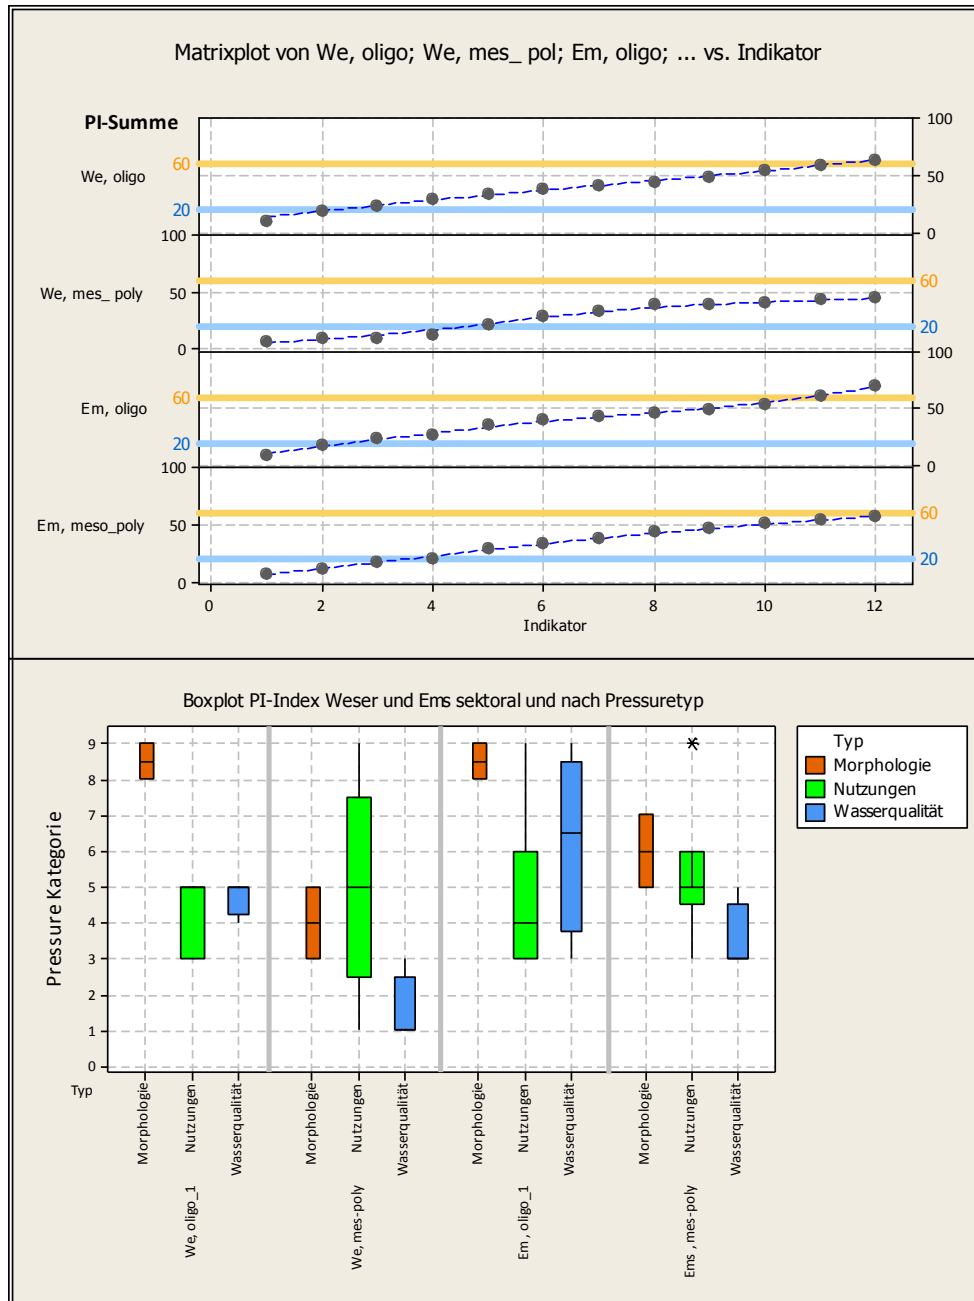 Matrixplot von We, oligo; We, mes_ pol; Em, oligo; ... vs. Indikator
PI-Summe
100
60
We, oligo
50
20
0
100
We, mes_ poly
50
60
20
0
100
60
Em, oligo
50
20
0
100
Em, meso_poly
50
60
20
0
0 2 4 6 8 10 12
Indikator
Boxplot PI-Index Weser und Ems sektoral und nach Pressuretyp
Pressure Kategorie
9
8
7
6
5
4
3
2
1
0
Typ
Morphologie
Nutzungen
Wasserqualität
Typ
Morphologie
Nutzungen
Wasserqualität
Morphologie
Nutzungen
Wasserqualität
Morphologie
Nutzungen
Wasserqualität
Morphologie
Nutzungen
Wasserqualität
We, oligo_1
We, mes-poly
Em , oligo_1
Ems , mes-poly